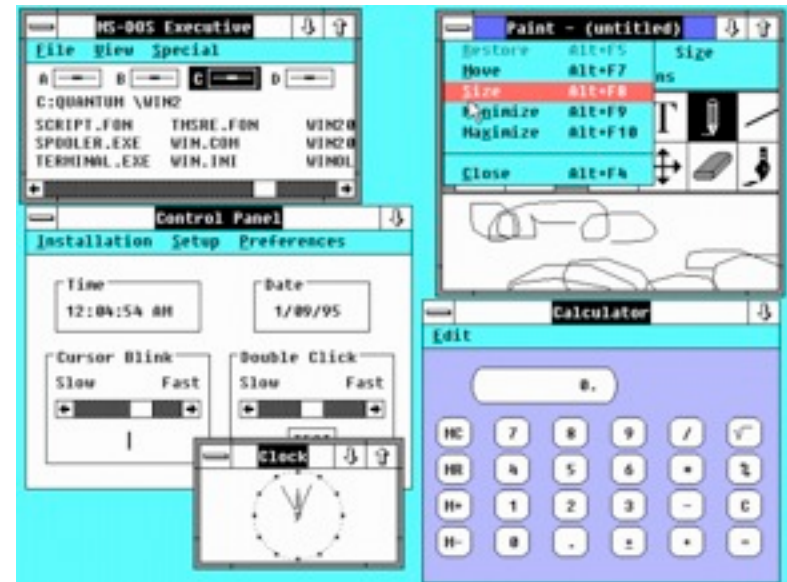 MS-DOS Executive
File View Special
A B C D
C:QUANTUM \WIN2
SCRIPT.FON TMSRE.FON WIN20
SPOOLER.EXE WIN.COM WIN20
TERMINAL.EXE WIN.INI WINOL
Paint - (untitled)
Restore Alt+F5
Move Alt+F7
Size Alt+F8
Minimize Alt+F9
Maximize Alt+F10
Close Alt+F4
Size
ns
T
Control Panel
Installation Setup Preferences
Time
12:04:54 AM
Date
1/09/95
Cursor Blink
Slow Fast
Double Click
Slow Fast
Clock
Calculator
Edit
0.
MC 7 8 9 / √
MR 4 5 6 * %
M+ 1 2 3 - C
M- 0 . ± + =